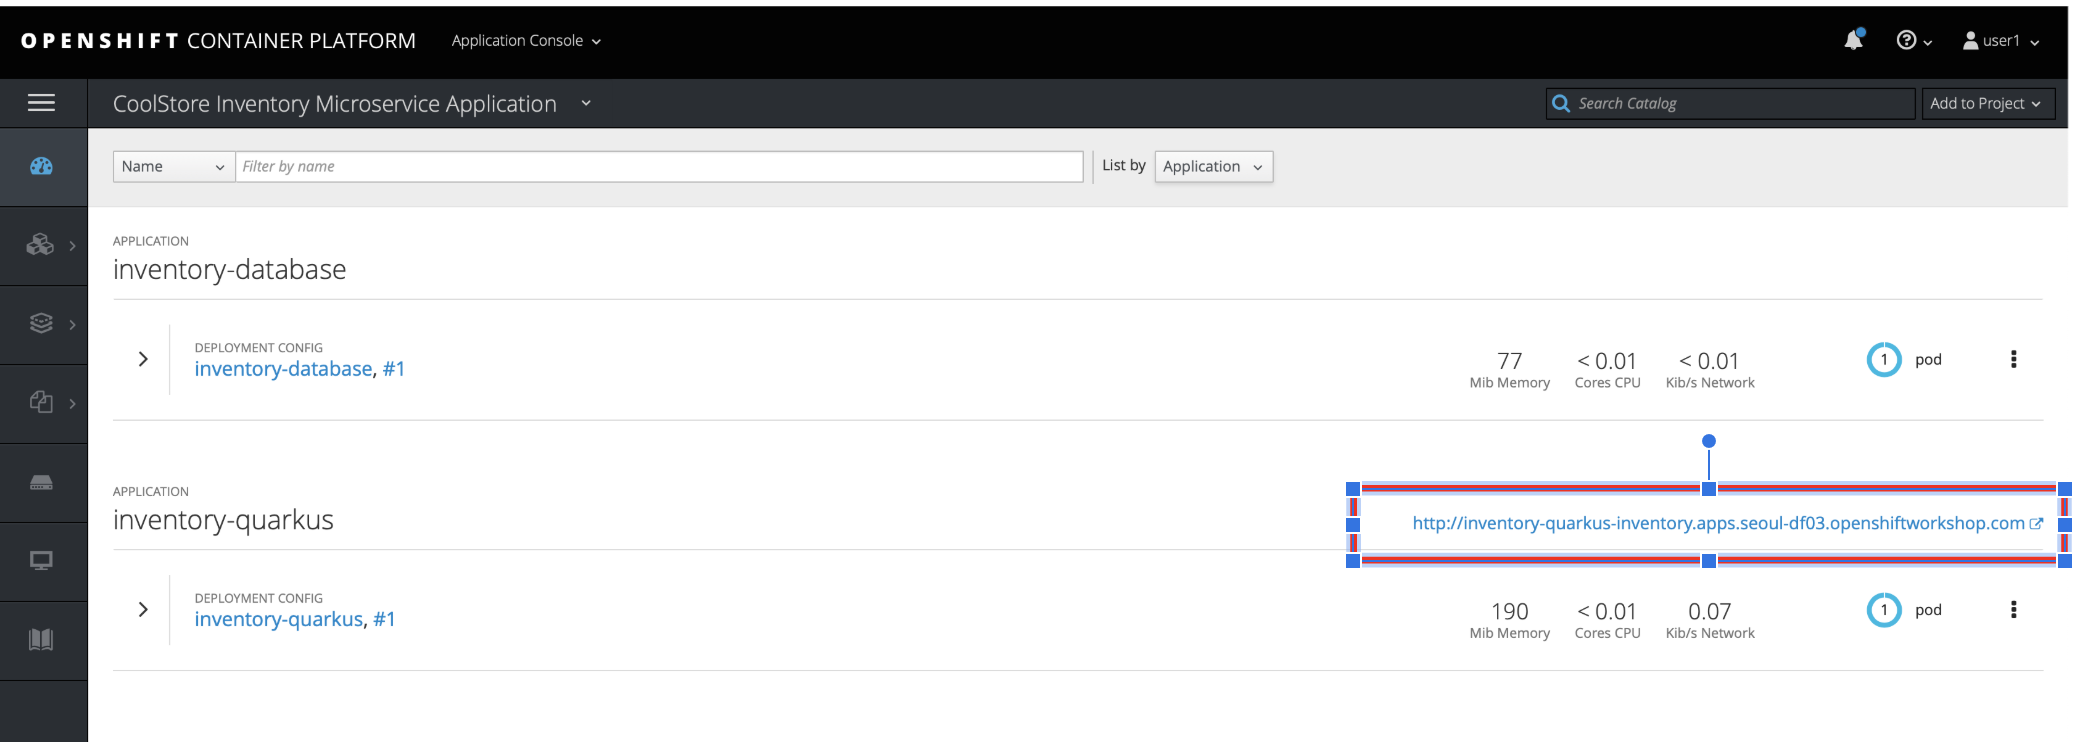 OPENSHIFT CONTAINER PLATFORM Application Console user1
CoolStore Inventory Microservice Application Search Catalog Add to Project
Name Filter by name List by Application
APPLICATION
inventory-database
DEPLOYMENT CONFIG
inventory-database, #1
77 < 0.01 < 0.01 1 pod
Mib Memory Cores CPU Kib/s Network
APPLICATION
inventory-quarkus http://inventory-quarkus-inventory.apps.seoul-df03.openshiftworkshop.com
DEPLOYMENT CONFIG
inventory-quarkus, #1
190 < 0.01 0.07 1 pod
Mib Memory Cores CPU Kib/s Network